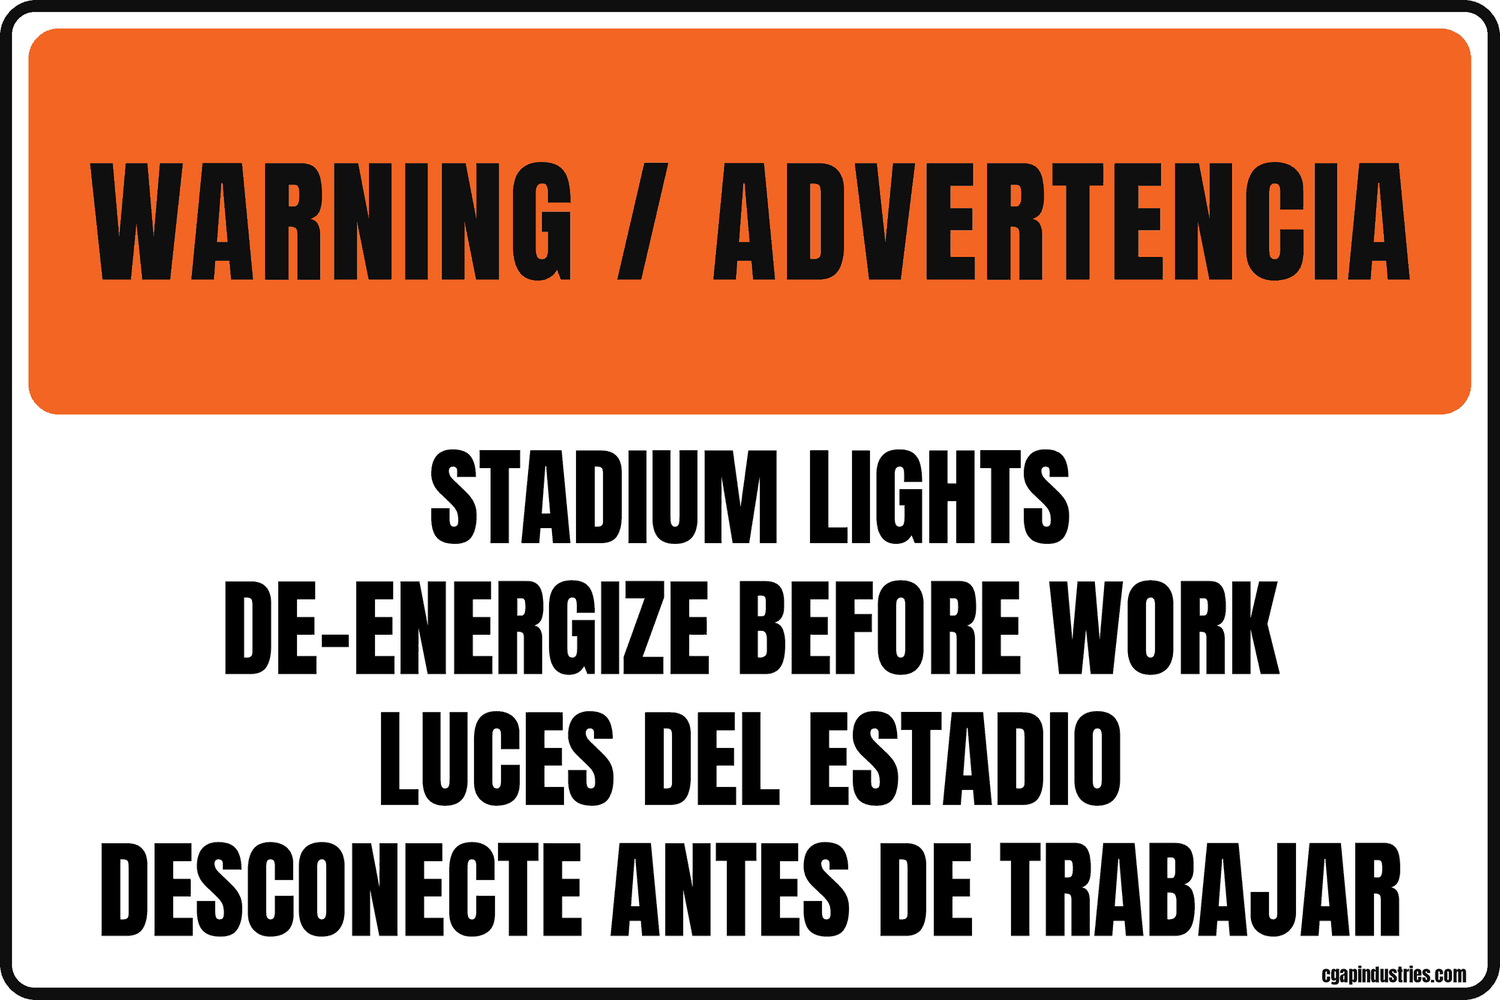 WARNING / ADVERTENCIA
STADIUM LIGHTS
DE-ENERGIZE BEFORE WORK
LUCES DEL ESTADIO
DESCONECTE ANTES DE TRABAJAR
cgapindustries.com